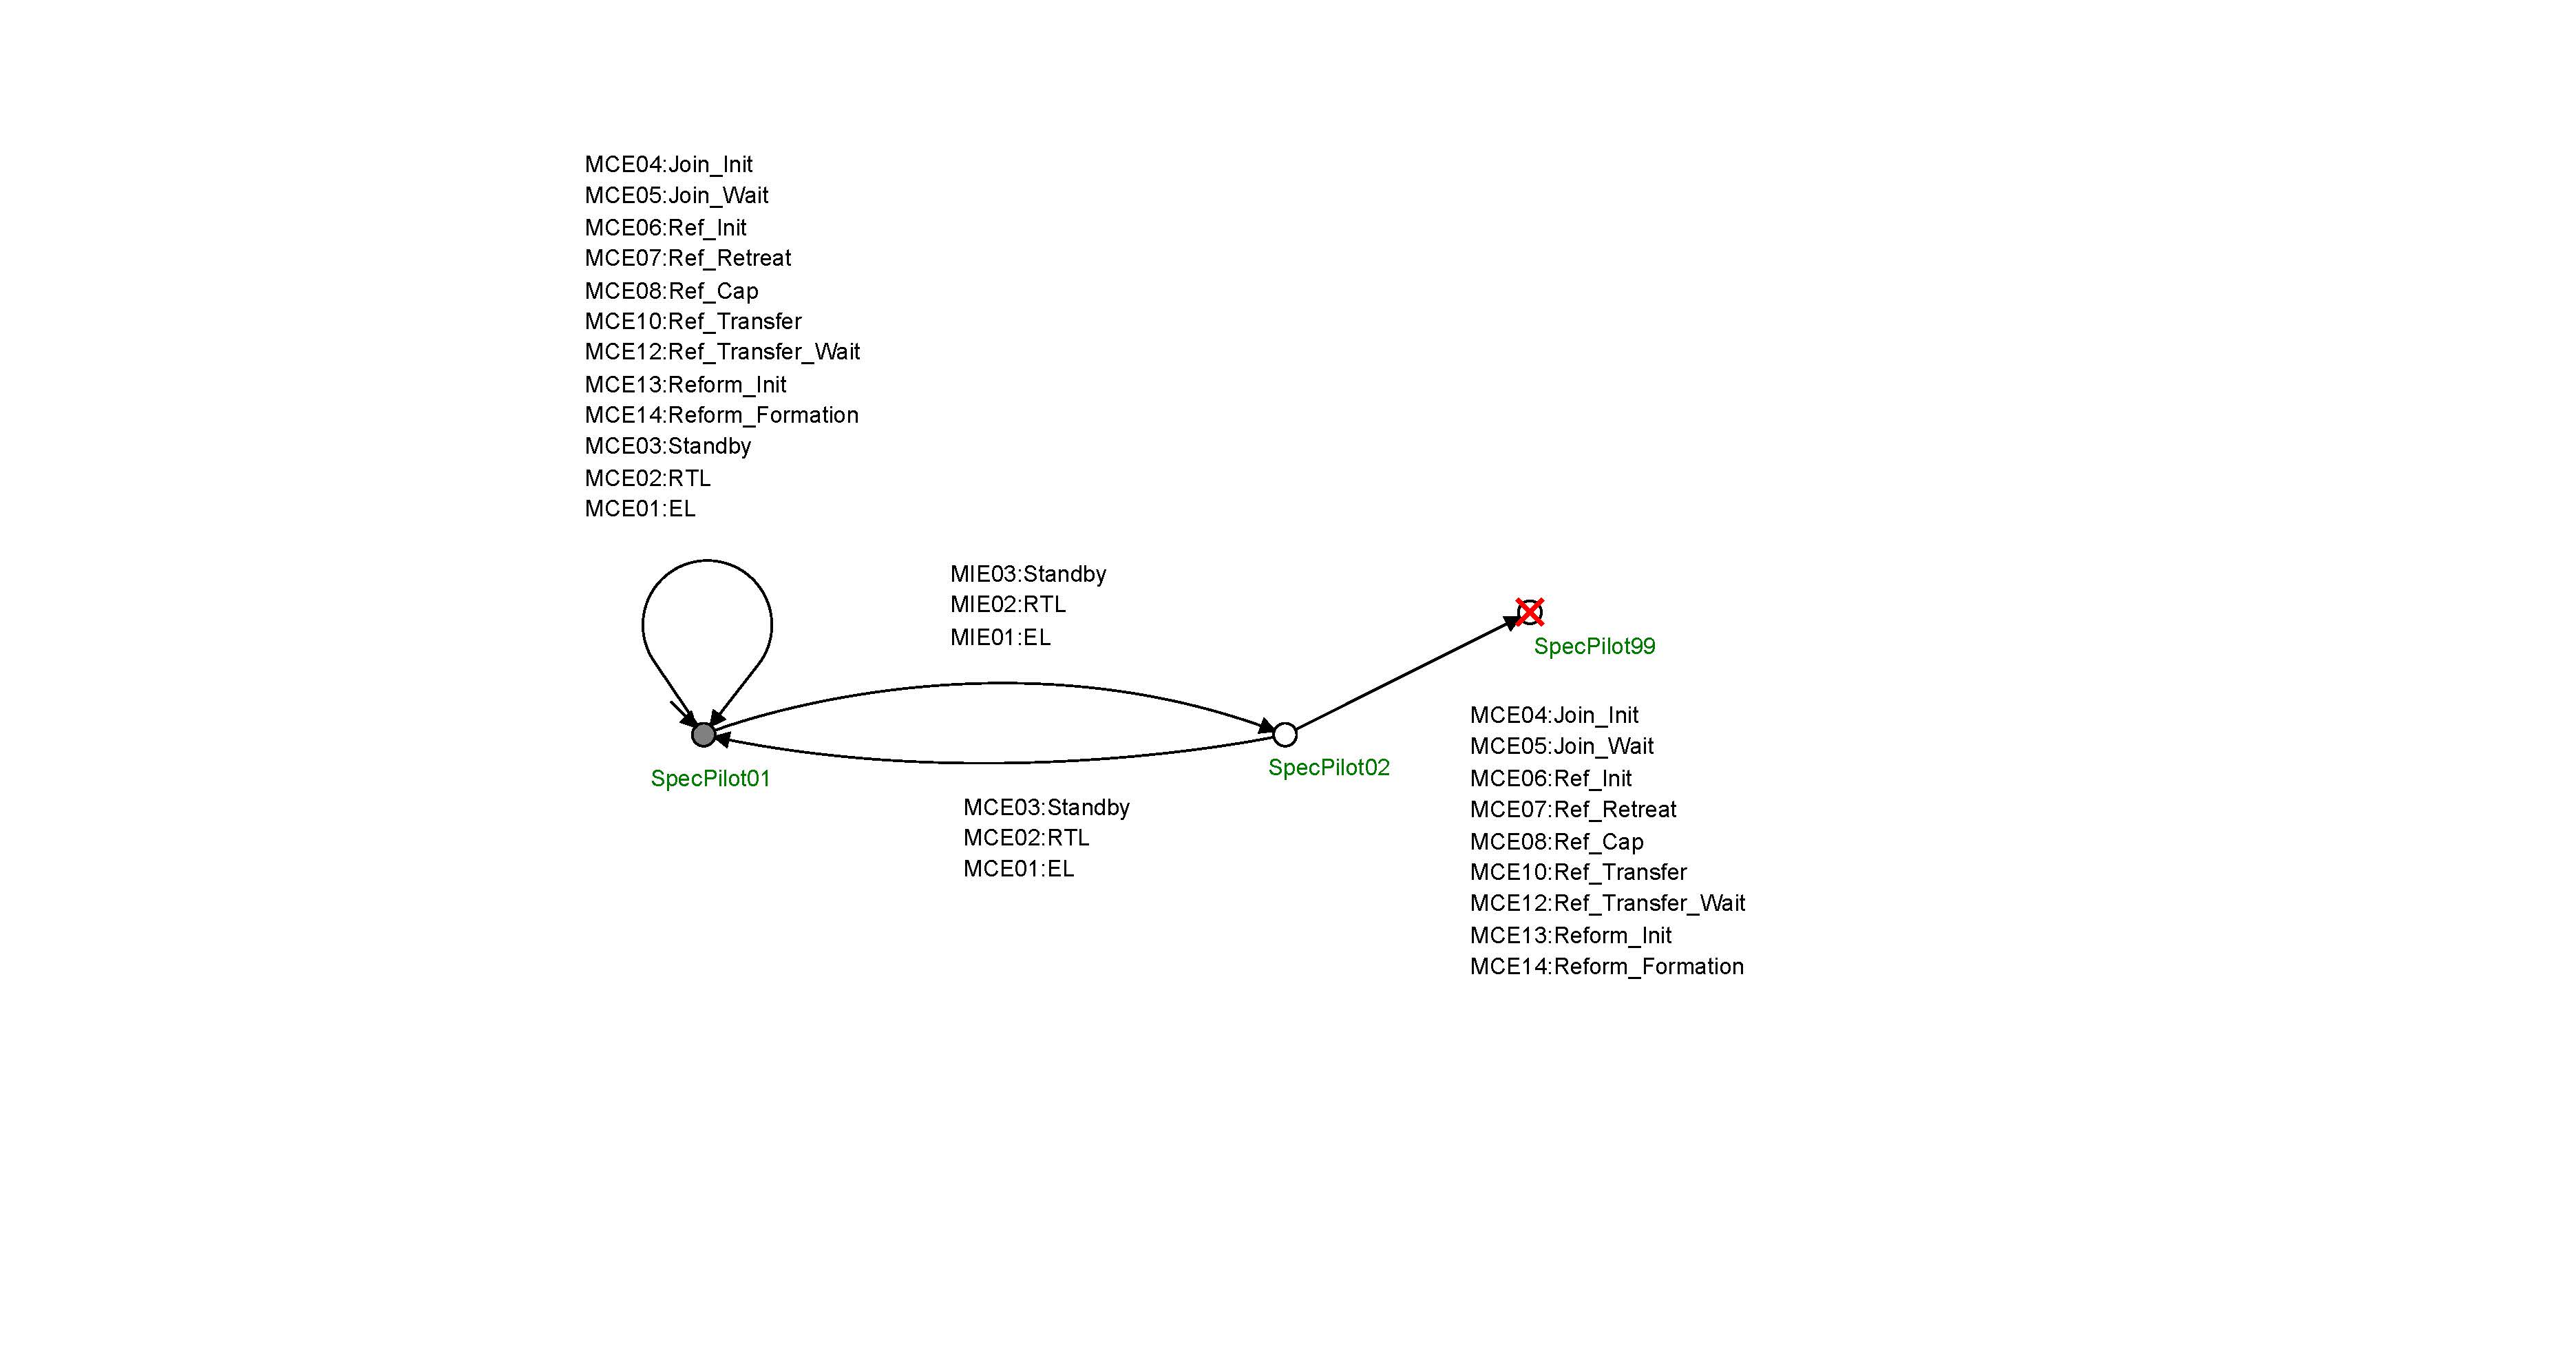 MCE04:Join_Init
MCE05:Join_Wait
MCE06:Ref_Init
MCE07:Ref_Retreat
MCE08:Ref_Cap
MCE10:Ref_Transfer
MCE12:Ref_Transfer_Wait
MCE13:Reform_Init
MCE14:Reform_Formation
MCE03:Standby
MCE02:RTL
MCE01:EL
MIE03:Standby
MIE02:RTL
MIE01:EL
SpecPilot99
SpecPilot01
SpecPilot02
MCE03:Standby
MCE02:RTL
MCE01:EL
MCE04:Join_Init
MCE05:Join_Wait
MCE06:Ref_Init
MCE07:Ref_Retreat
MCE08:Ref_Cap
MCE10:Ref_Transfer
MCE12:Ref_Transfer_Wait
MCE13:Reform_Init
MCE14:Reform_Formation